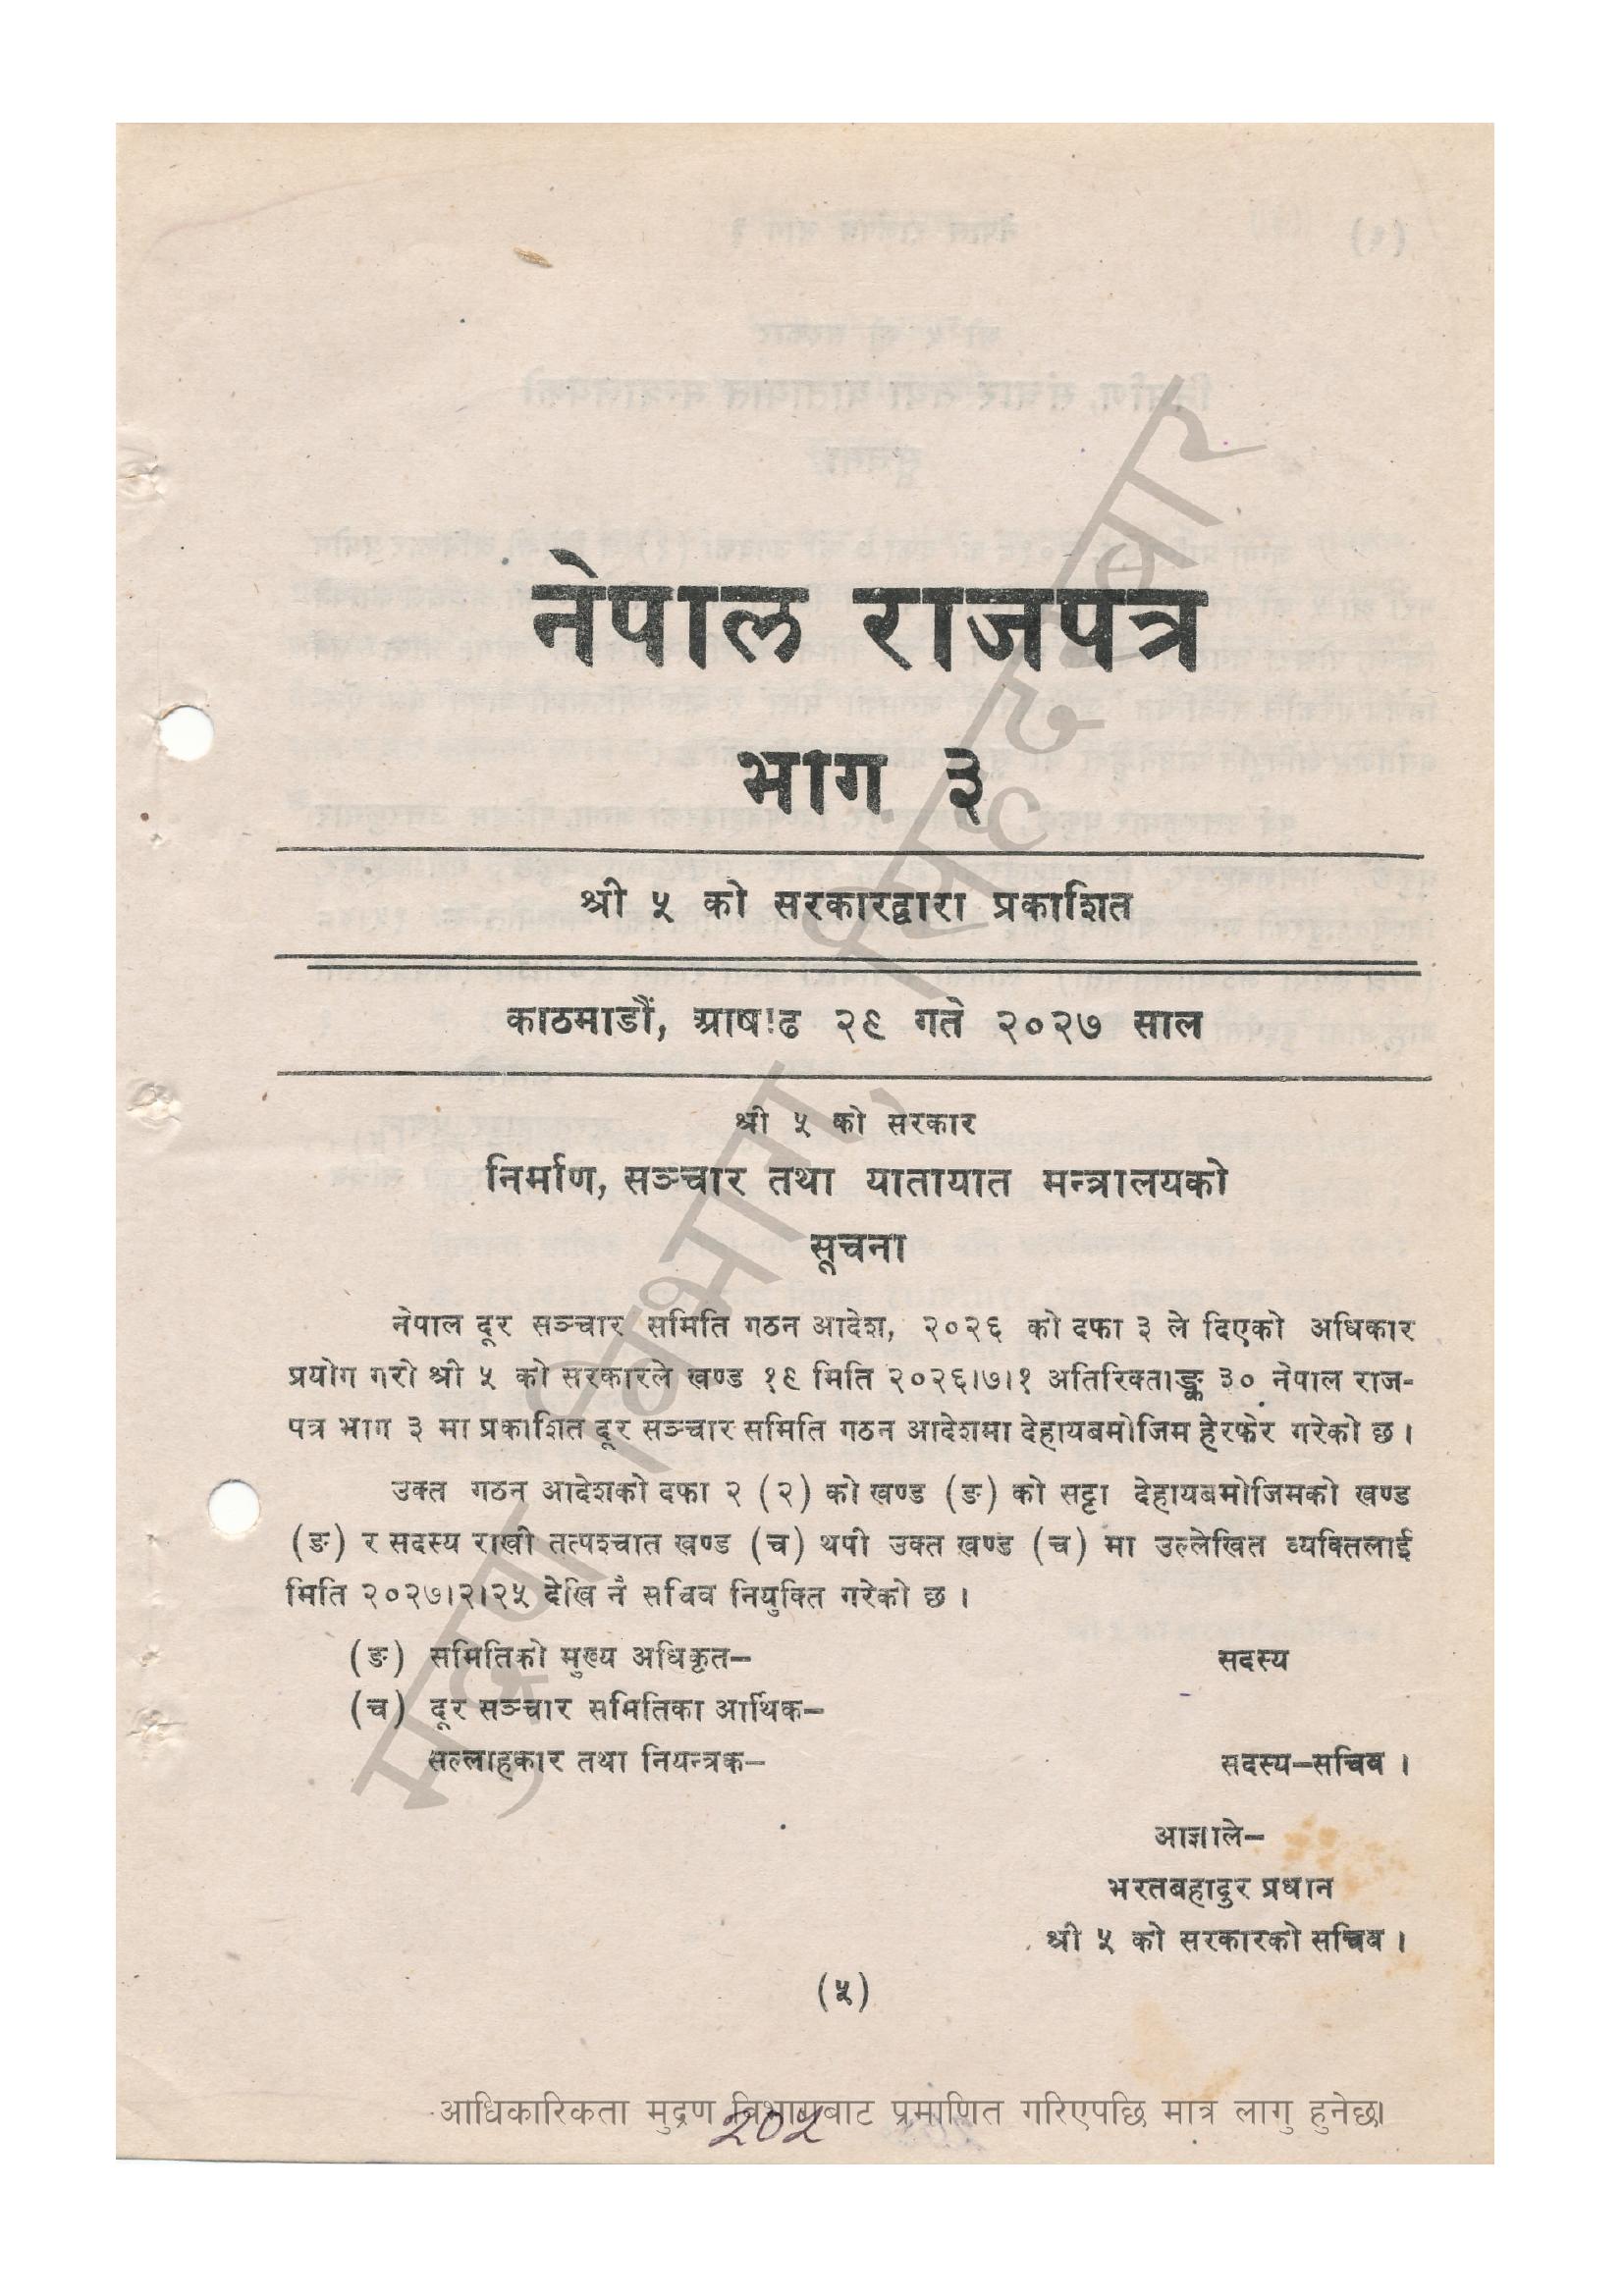 नेपाल राजपत्र
भाग ३
श्री ५ को सरकारद्वारा प्रकाशित
काठमाडौं, आषाढ २९ गते २०२७ साल
श्री ५ को सरकार
निर्माण, सञ्चार तथा यातायात मन्त्रालयको
सूचना
नेपाल दूर सञ्चार समिति गठन आदेश, २०२६ को दफा ३ ले दिएको अधिकार
प्रयोग गरी श्री ५ को सरकारले खण्ड १९ मिति २०२६।७।१ अतिरिक्ताङ्क ३० नेपाल राज-
पत्र भाग ३ मा प्रकाशित दूर सञ्चार समिति गठन आदेशमा देहायबमोजिम हेरफेर गरेको छ ।
उक्त गठन आदेशको दफा २ (२) को खण्ड (ङ) को सट्टा देहायबमोजिमको खण्ड
(ङ) र सदस्य राखी तत्पश्चात खण्ड (च) थपी उक्त खण्ड (च) मा उल्लेखित व्यक्तिलाई
मिति २०२७।२।२५ देखि नै सचिव नियुक्ति गरेको छ ।
(ङ) समितिको मुख्य अधिकृत– सदस्य
(च) दूर सञ्चार समितिका आर्थिक–
सल्लाहकार तथा नियन्त्रक– सदस्य–सचिव ।
आज्ञाले–
भरतबहादुर प्रधान
श्री ५ को सरकारको सचिव ।
(५)
आधिकारिकता मुद्रण विभागबाट प्रमाणित गरिएपछि मात्र लागु हुनेछ।
२०५
मुद्रण विभाग, सिंहदरबार